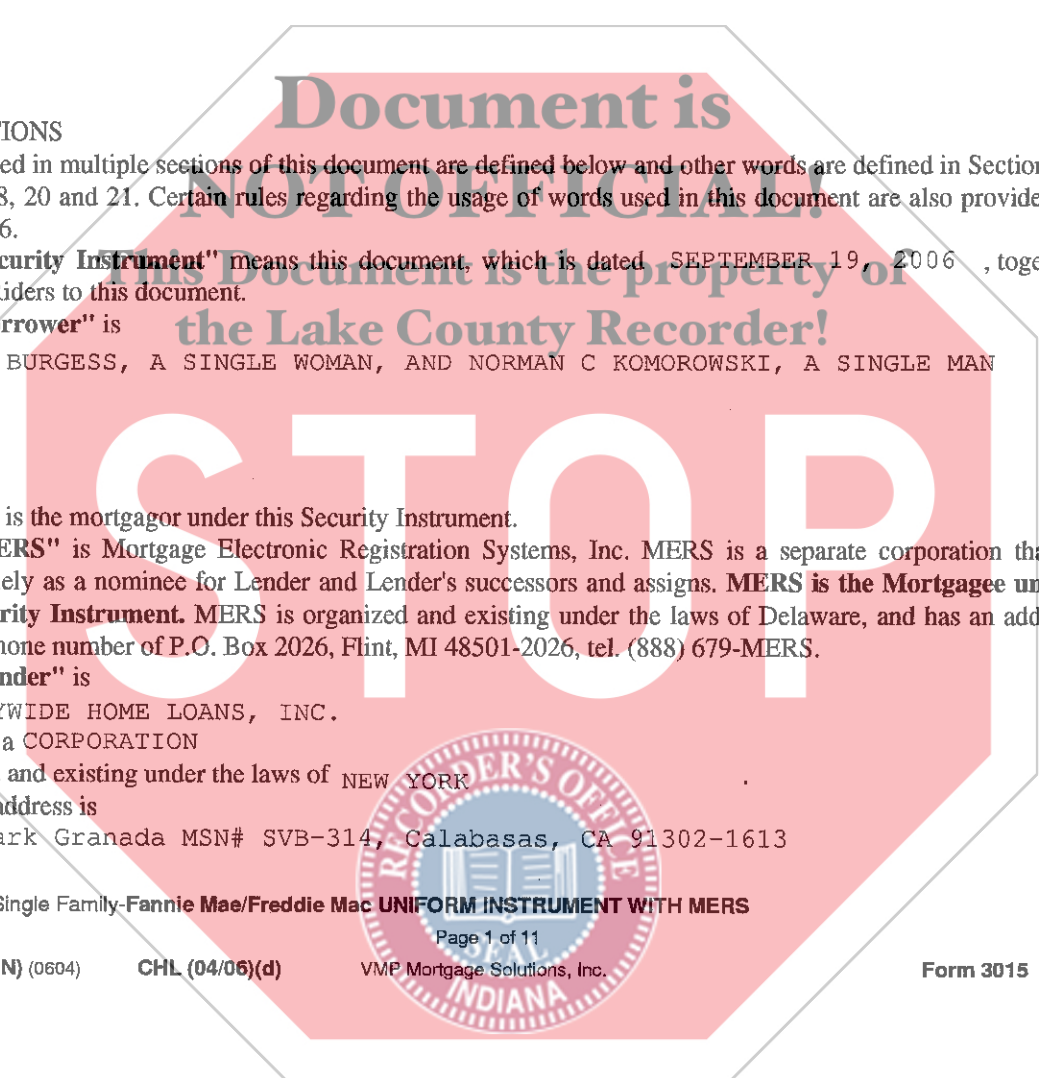 Document is
TIONS
ed in multiple sections of this document are defined below and other words are defined in Section
8, 20 and 21. Certain rules regarding the usage of words used in this document are also provide
NOT OFFICIAL!
6.
curity Instrument" means this document, which is dated SEPTEMBER 19, 2006 , toge
This Document is the property of
iders to this document.
rrower" is
the Lake County Recorder!
BURGESS, A SINGLE WOMAN, AND NORMAN C KOMOROWSKI, A SINGLE MAN
STOP
is the mortgagor under this Security Instrument.
ERS" is Mortgage Electronic Registration Systems, Inc. MERS is a separate corporation tha
ely as a nominee for Lender and Lender's successors and assigns. MERS is the Mortgagee un
rity Instrument. MERS is organized and existing under the laws of Delaware, and has an add
hone number of P.O. Box 2026, Flint, MI 48501-2026, tel. (888) 679-MERS.
nder" is
YWIDE HOME LOANS, INC.
a CORPORATION
and existing under the laws of NEW YORK .
address is
ark Granada MSN# SVB-314, Calabasas, CA 91302-1613
RECORDER'S OFFICE
Single Family-Fannie Mae/Freddie Mac UNIFORM INSTRUMENT WITH MERS
Page 1 of 11
SEAL
N) (0604) CHL (04/06)(d) VMP Mortgage Solutions, Inc. Form 3015
INDIANA